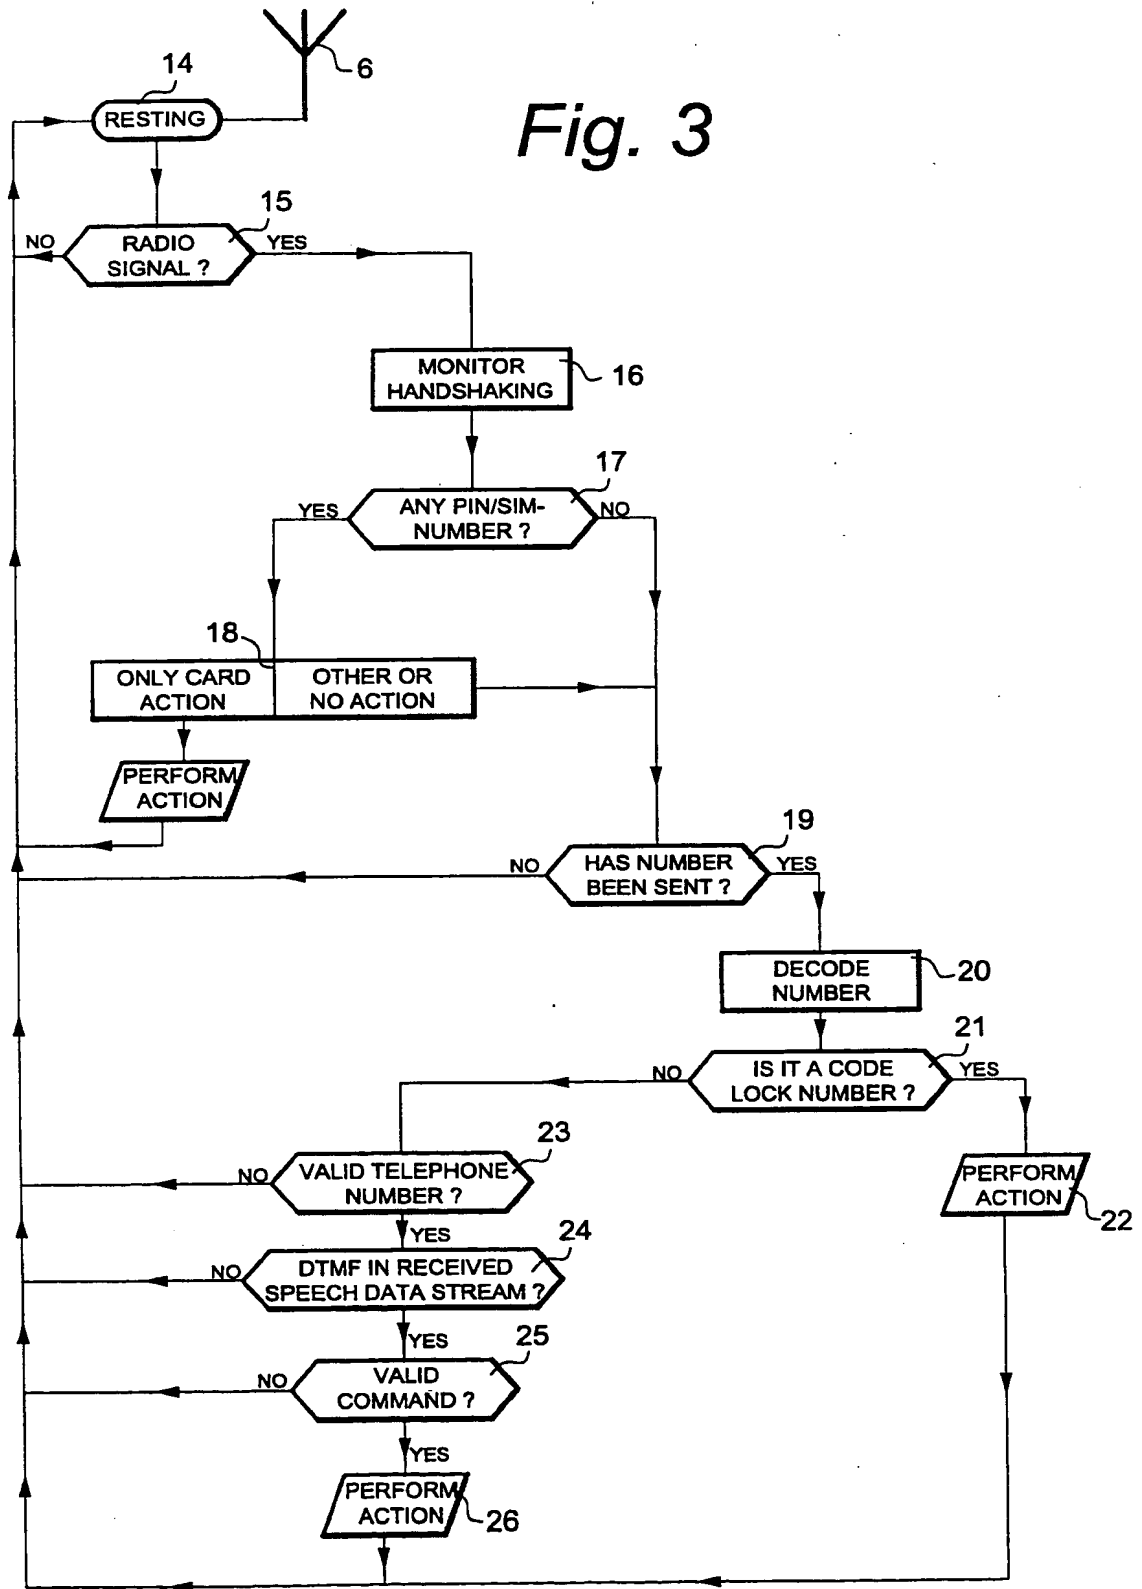 6
14
RESTING
Fig. 3
15
NO
RADIO
SIGNAL ?
YES
MONITOR
HANDSHAKING
16
17
YES
ANY PIN/SIM-
NUMBER ?
NO
18
ONLY CARD
ACTION
OTHER OR
NO ACTION
PERFORM
ACTION
19
NO
HAS NUMBER
BEEN SENT ?
YES
DECODE
NUMBER
20
21
NO
IS IT A CODE
LOCK NUMBER ?
YES
23
NO
VALID TELEPHONE
NUMBER ?
PERFORM
ACTION
22
YES
24
NO
DTMF IN RECEIVED
SPEECH DATA STREAM ?
YES
25
NO
VALID
COMMAND ?
YES
PERFORM
ACTION
26